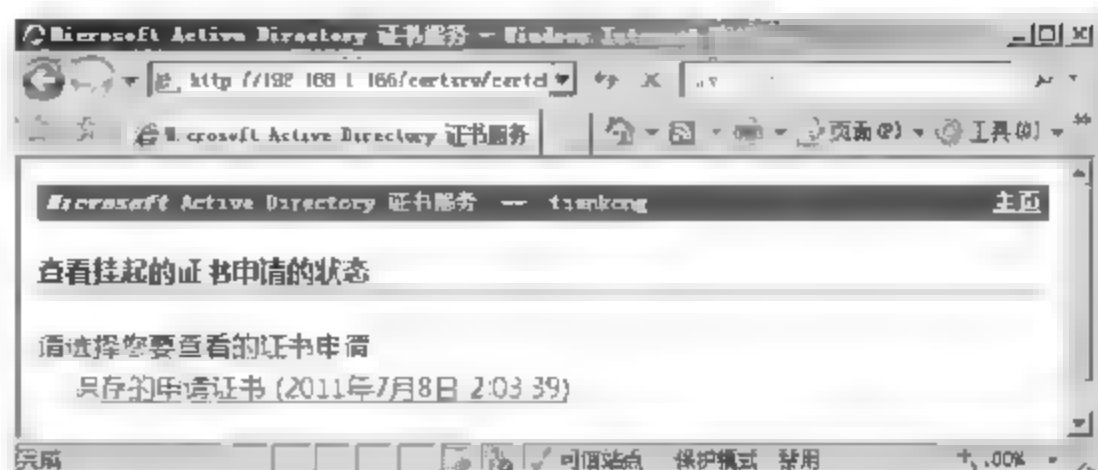 Microsoft Active Directory 证书服务 - Windows
http://192.168.1.166/certsrv/certc
Microsoft Active Directory 证书服务
页面(P)
工具(O)
Microsoft Active Directory 证书服务 -- tiankong
主页
查看挂起的证书申请的状态
请选择您要查看的证书申请
保存的申请证书 (2011年7月8日 2:03:39)
完成
可信站点
保护模式: 禁用